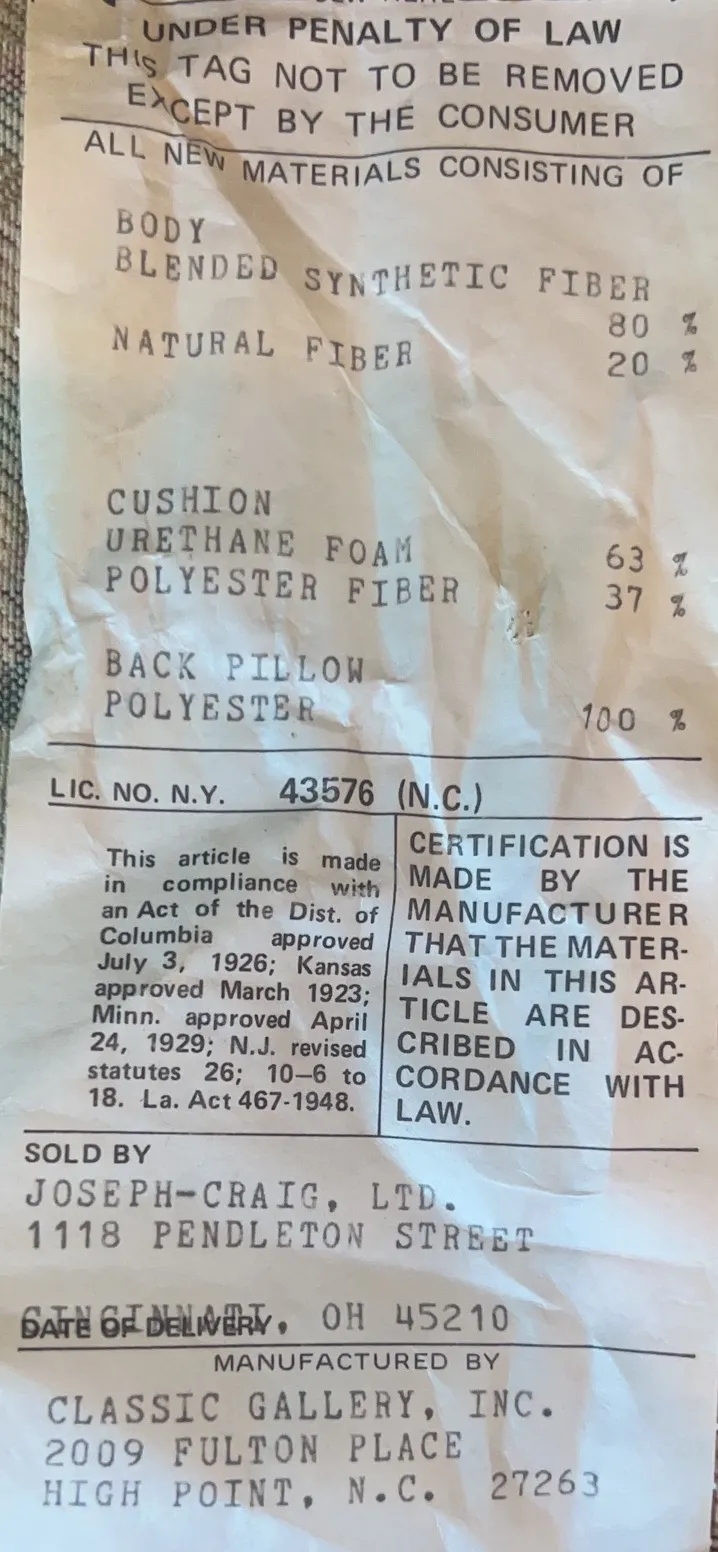 UNDER PENALTY OF LAW
THIS TAG NOT TO BE REMOVED
EXCEPT BY THE CONSUMER
ALL NEW MATERIALS CONSISTING OF
BODY
BLENDED SYNTHETIC FIBER
80 %
NATURAL FIBER 20 %
CUSHION
URETHANE FOAM 63 %
POLYESTER FIBER 37 %
BACK PILLOW
POLYESTER 100 %
LIC. NO. N.Y. 43576 (N.C.)
This article is made
in compliance with
an Act of the Dist. of
Columbia approved
July 3, 1926; Kansas
approved March 1923;
Minn. approved April
24, 1929; N.J. revised
statutes 26; 10–6 to
18. La. Act 467-1948.
CERTIFICATION IS
MADE BY THE
MANUFACTURER
THAT THE MATER-
IALS IN THIS AR-
TICLE ARE DES-
CRIBED IN AC-
CORDANCE WITH
LAW.
SOLD BY
JOSEPH-CRAIG, LTD.
1118 PENDLETON STREET
CINCINNATI, OH 45210
DATE OF DELIVERY
MANUFACTURED BY
CLASSIC GALLERY, INC.
2009 FULTON PLACE
HIGH POINT, N.C. 27263